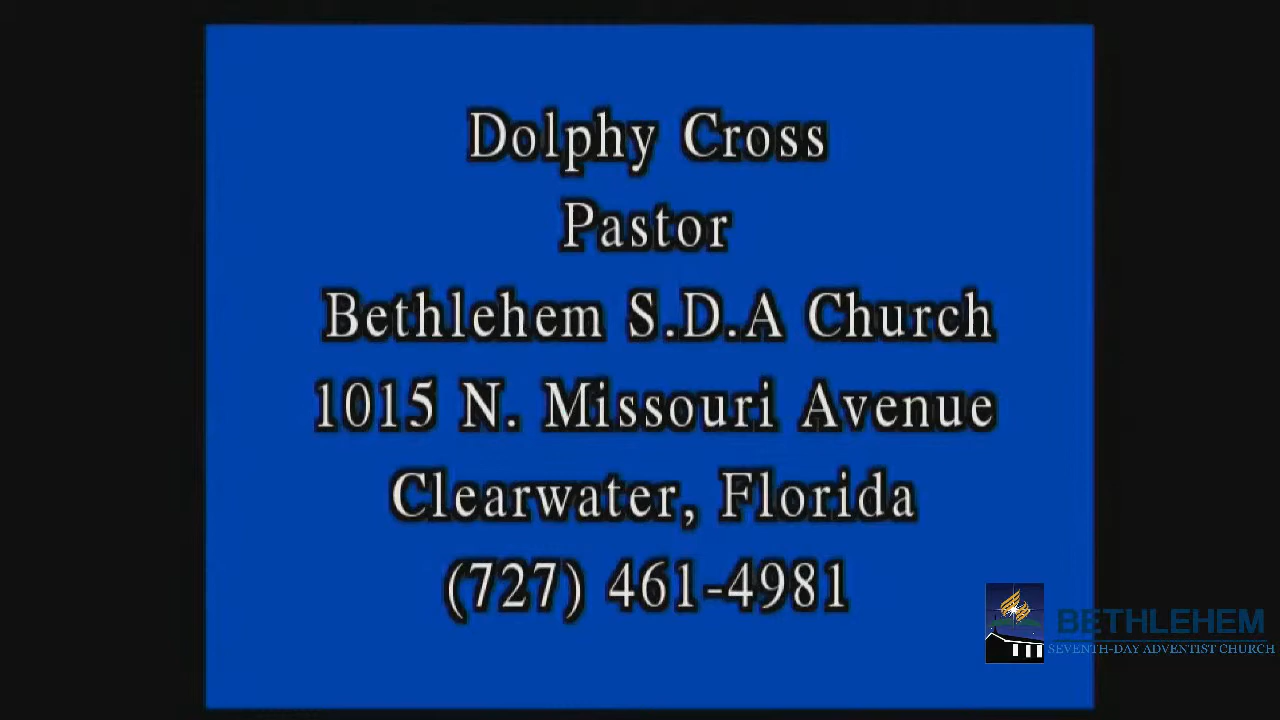 Dolphy Cross
Pastor
Bethlehem S.D.A Church
1015 N. Missouri Avenue
Clearwater, Florida
(727) 461-4981
BETHLEHEM
SEVENTH-DAY ADVENTIST CHURCH